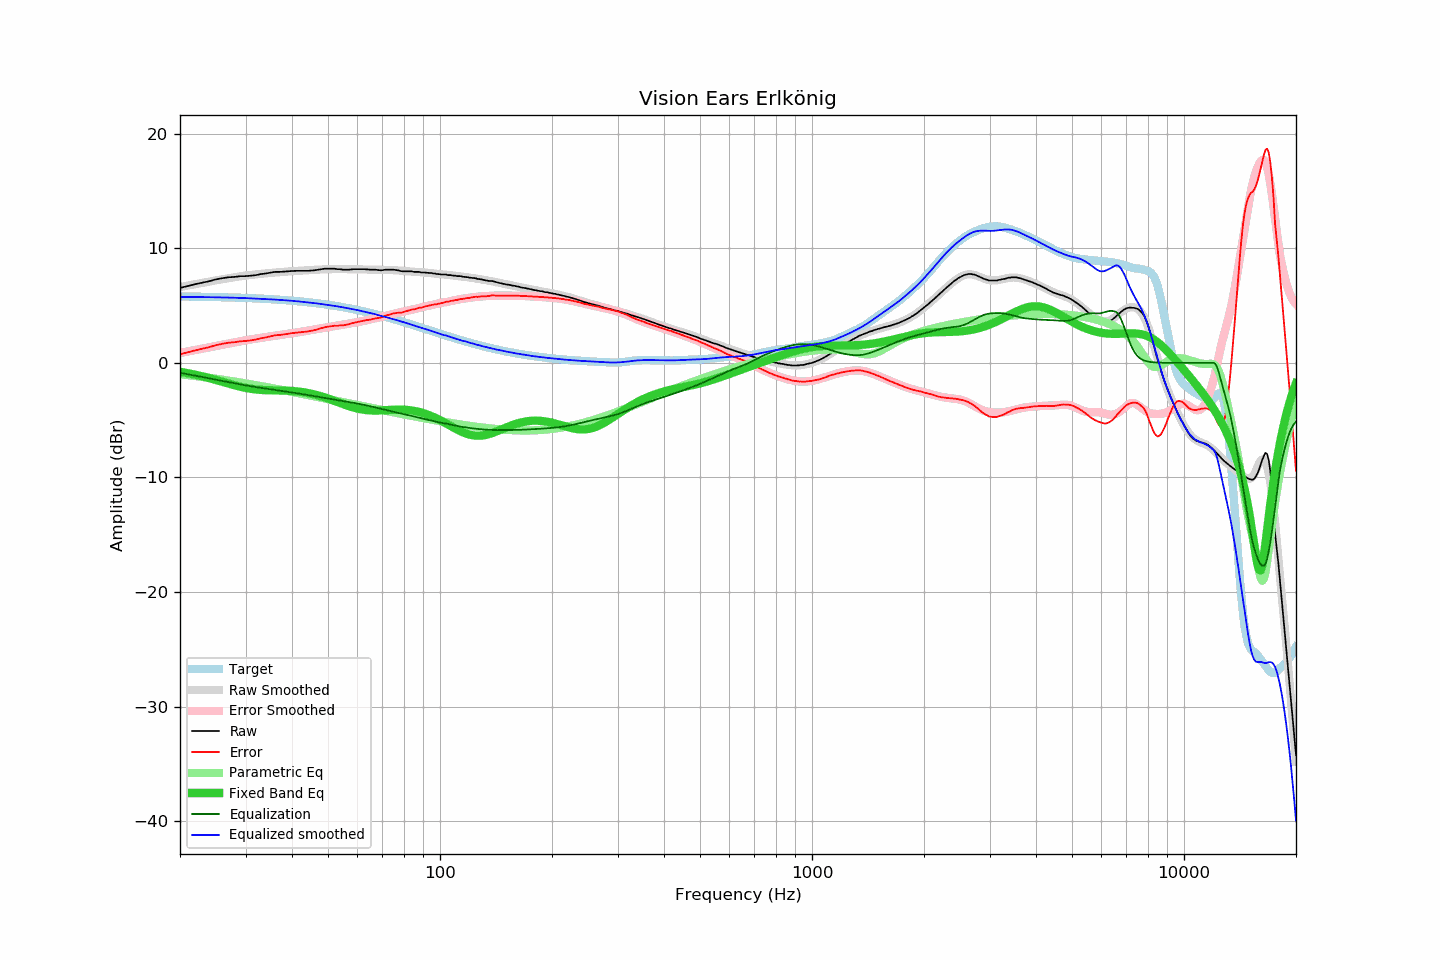 Vision Ears Erlkönig
20
10
0
−10
−20
−30
−40
Amplitude (dBr)
Target
Raw Smoothed
Error Smoothed
Raw
Error
Parametric Eq
Fixed Band Eq
Equalization
Equalized smoothed
100 1000 10000
Frequency (Hz)